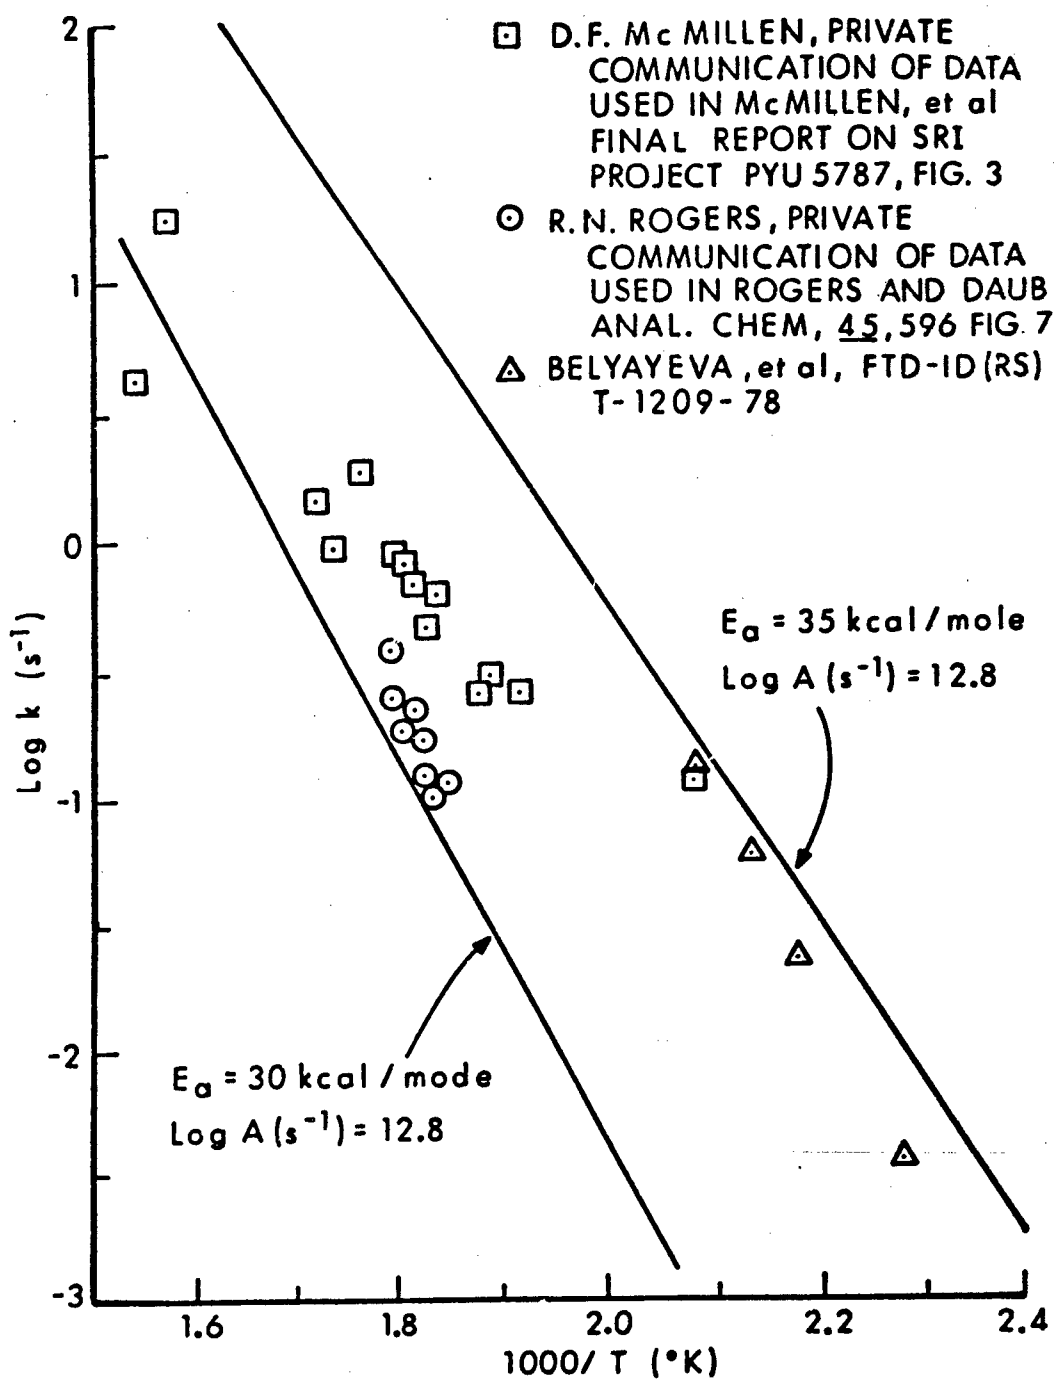 D.F. Mc MILLEN, PRIVATE
COMMUNICATION OF DATA
USED IN McMILLEN, et al
FINAL REPORT ON SRI
PROJECT PYU 5787, FIG. 3
R.N. ROGERS, PRIVATE
COMMUNICATION OF DATA
USED IN ROGERS AND DAUB
ANAL. CHEM, 45, 596 FIG. 7
BELYAYEVA, et al, FTD-ID(RS)
T-1209-78
2
1
0
-1
-2
-3
Log k (s⁻¹)
Eₐ = 35 kcal/mole
Log A (s⁻¹) = 12.8
Eₐ = 30 kcal/mode
Log A (s⁻¹) = 12.8
1.6 1.8 2.0 2.2 2.4
1000/ T (°K)